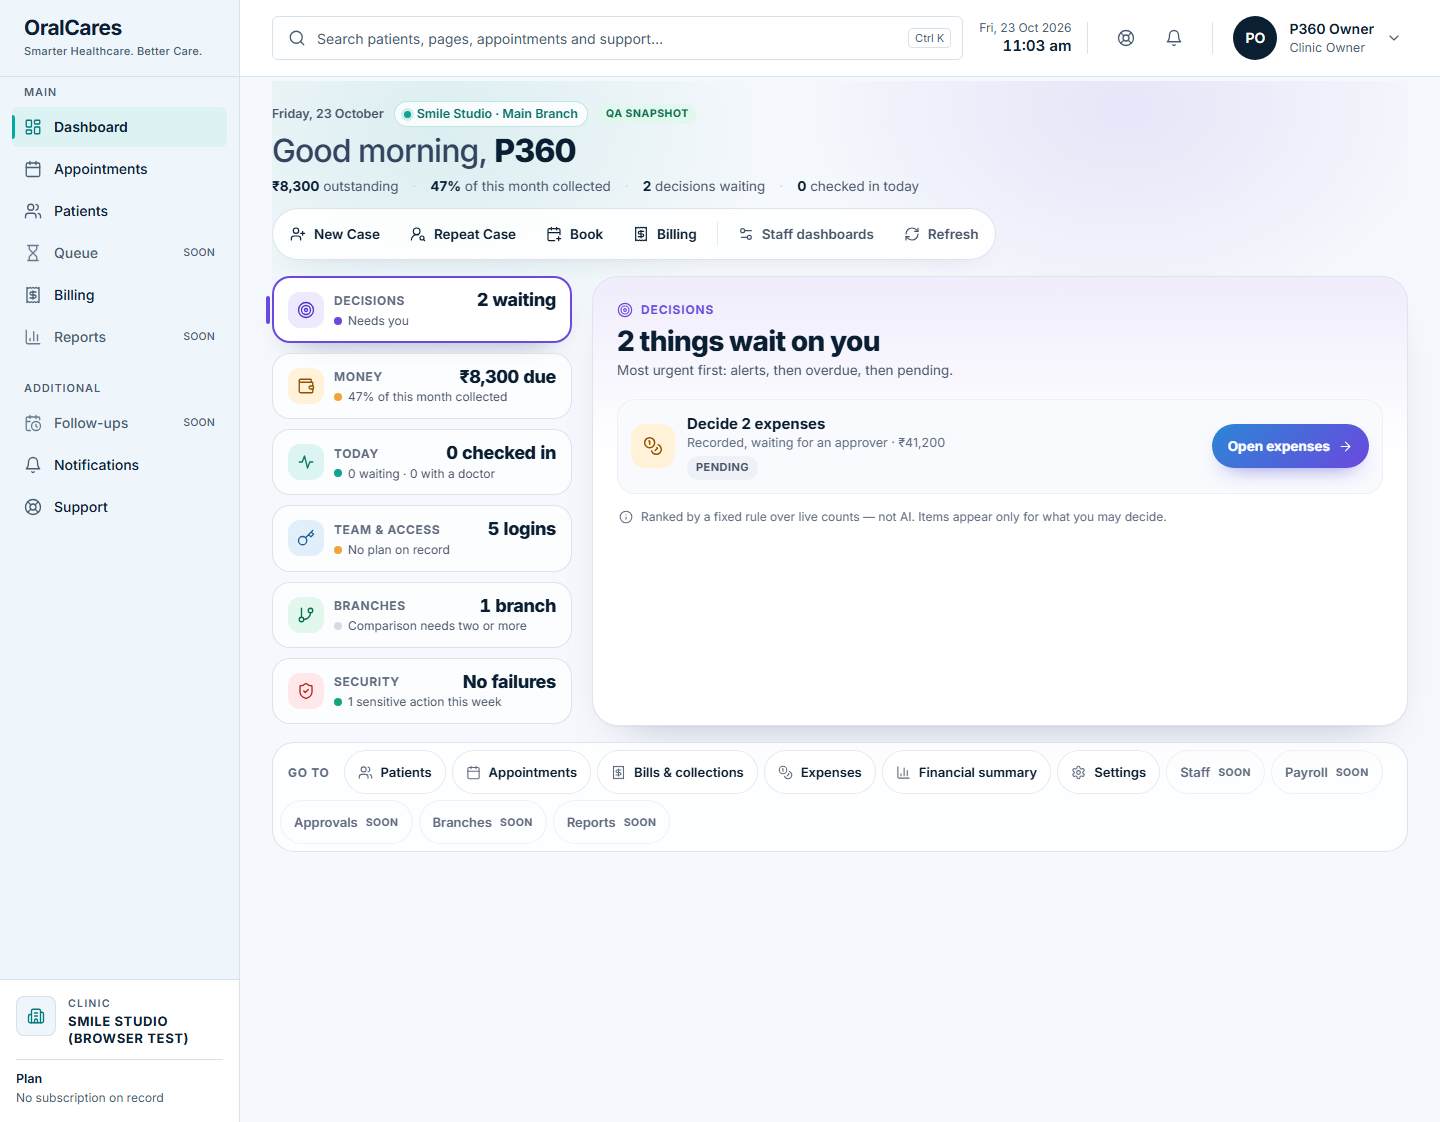 OralCares
Smarter Healthcare. Better Care.
MAIN
Dashboard
Appointments
Patients
Queue SOON
Billing
Reports SOON
ADDITIONAL
Follow-ups SOON
Notifications
Support
CLINIC
SMILE STUDIO
(BROWSER TEST)
Plan
No subscription on record
Search patients, pages, appointments and support...
Ctrl K
Fri, 23 Oct 2026
11:03 am
PO
P360 Owner
Clinic Owner
Friday, 23 October Smile Studio · Main Branch QA SNAPSHOT
Good morning, P360
₹8,300 outstanding · 47% of this month collected · 2 decisions waiting · 0 checked in today
New Case Repeat Case Book Billing Staff dashboards Refresh
DECISIONS 2 waiting
Needs you
MONEY ₹8,300 due
47% of this month collected
TODAY 0 checked in
0 waiting · 0 with a doctor
TEAM & ACCESS 5 logins
No plan on record
BRANCHES 1 branch
Comparison needs two or more
SECURITY No failures
1 sensitive action this week
DECISIONS
2 things wait on you
Most urgent first: alerts, then overdue, then pending.
Decide 2 expenses
Recorded, waiting for an approver · ₹41,200
PENDING
Open expenses
Ranked by a fixed rule over live counts — not AI. Items appear only for what you may decide.
GO TO Patients Appointments Bills & collections Expenses Financial summary Settings Staff SOON Payroll SOON
Approvals SOON Branches SOON Reports SOON